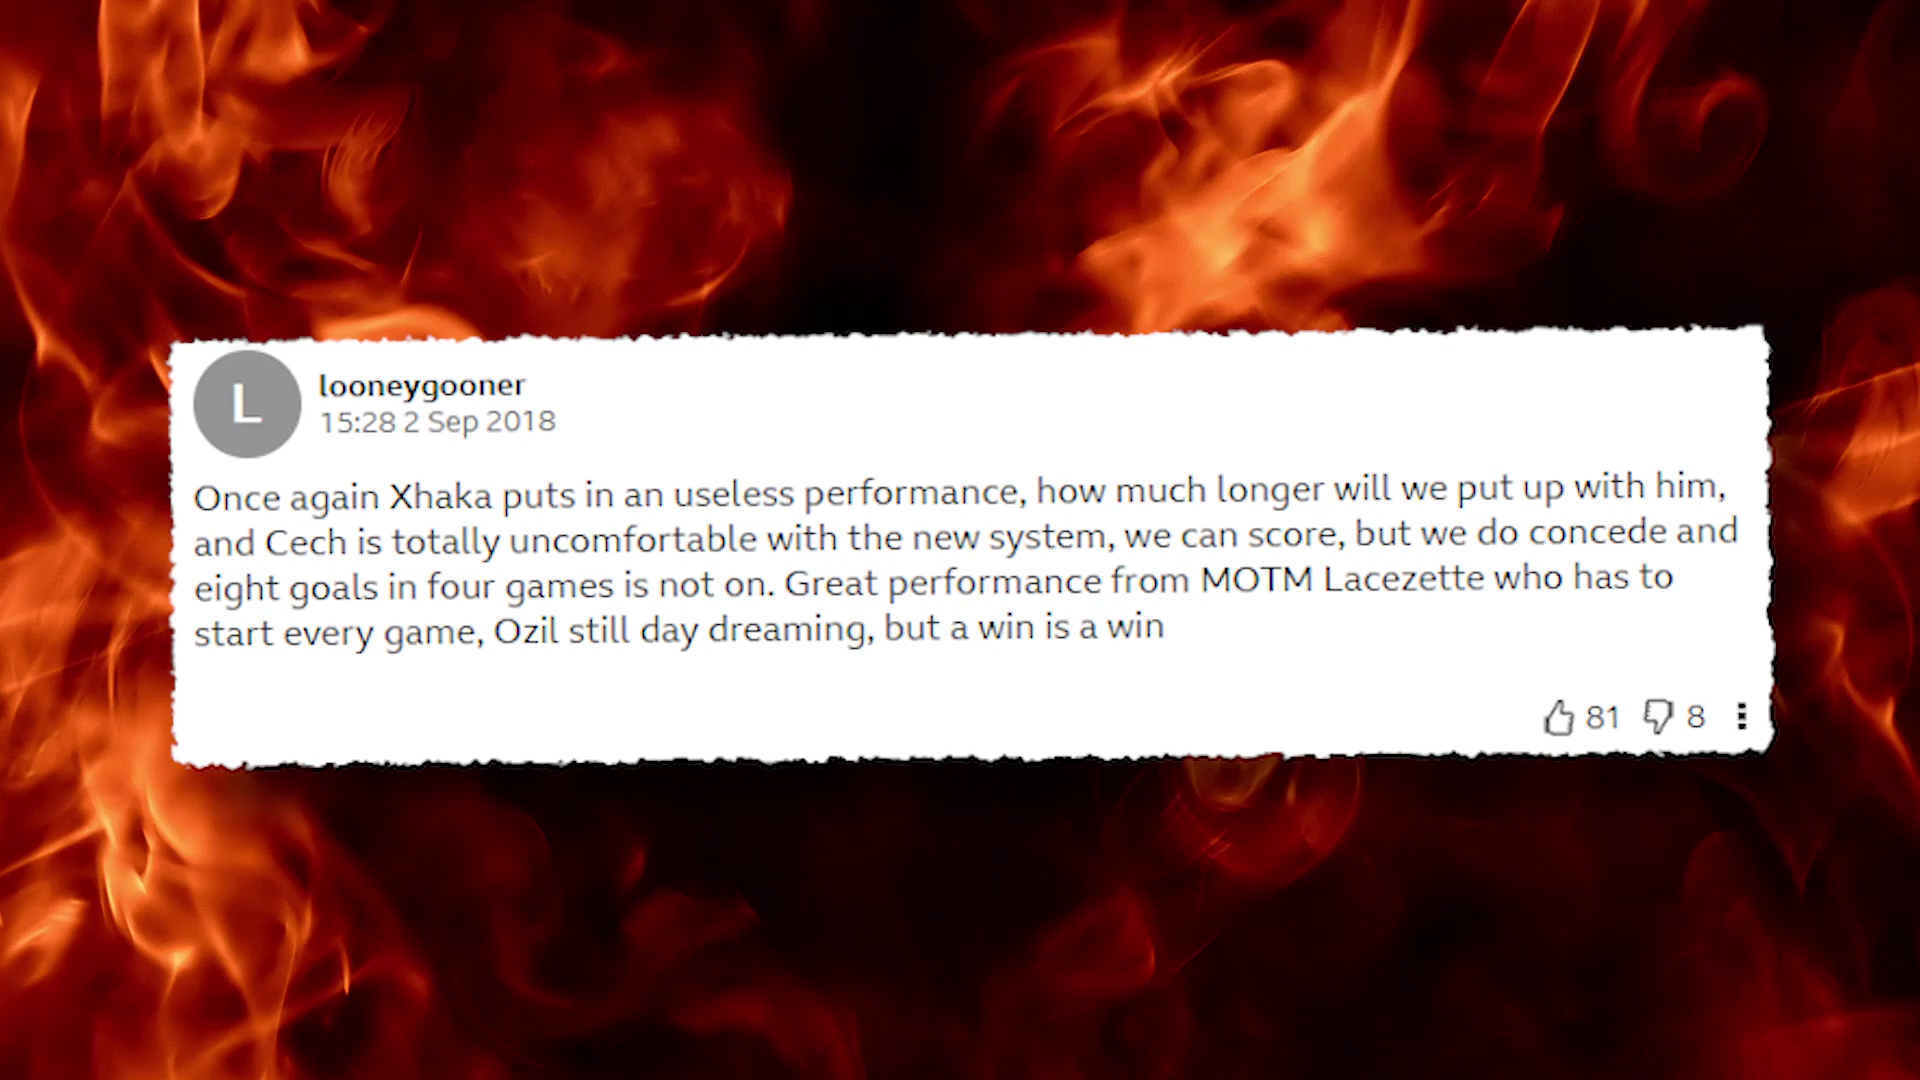 L
looneygooner
15:28 2 Sep 2018
Once again Xhaka puts in an useless performance, how much longer will we put up with him,
and Cech is totally uncomfortable with the new system, we can score, but we do concede and
eight goals in four games is not on. Great performance from MOTM Lacezette who has to
start every game, Ozil still day dreaming, but a win is a win
81 8